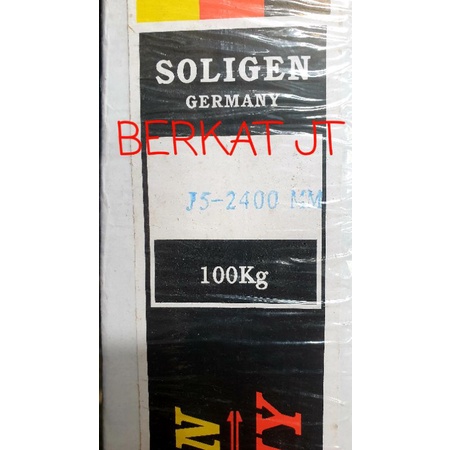 SOLIGEN
GERMANY
BERKAT JT
J5-2400 MM
100Kg